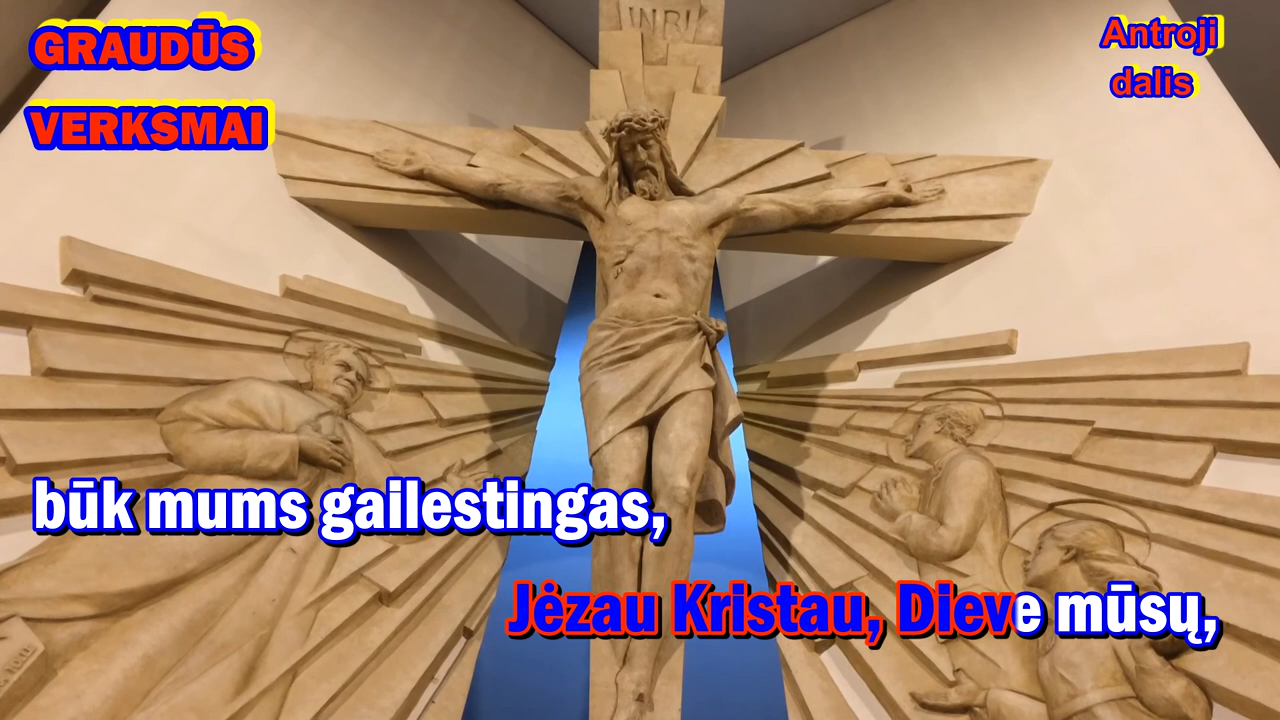 INRI
GRAUDŪS
VERKSMAI
Antroji
dalis
būk mums gailestingas,
Jėzau Kristau, Dieve mūsų,